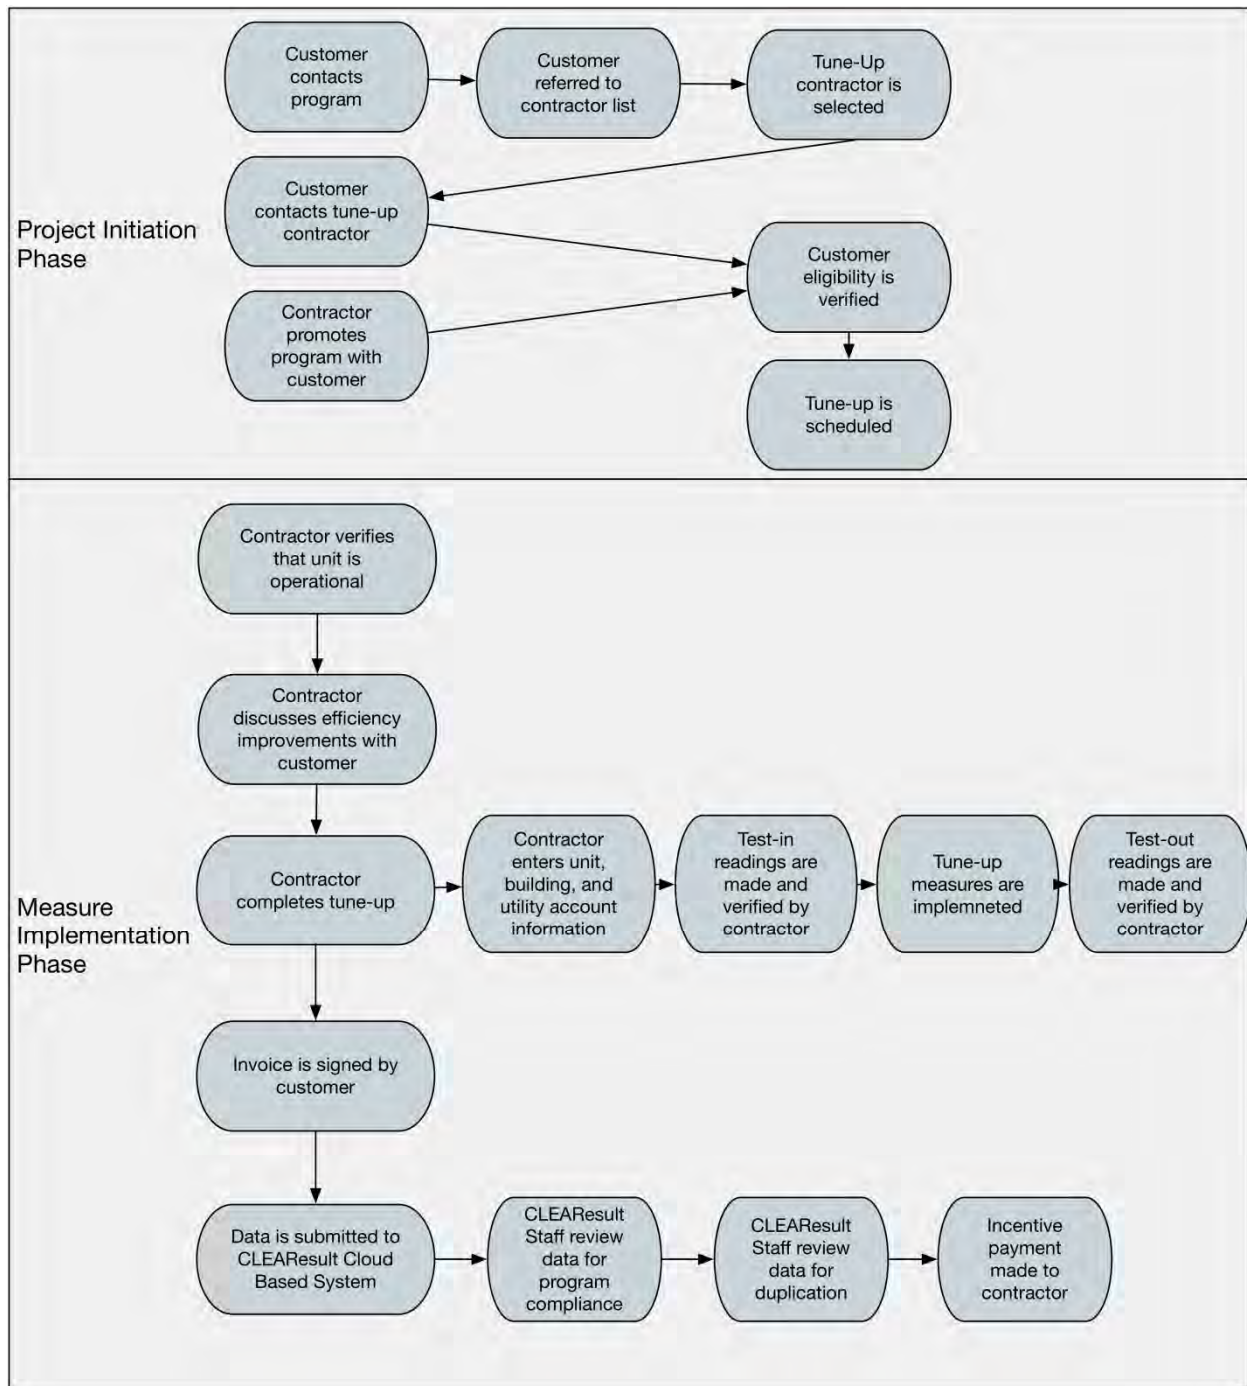 Customer
contacts
program
Customer
referred to
contractor list
Tune-Up
contractor is
selected
Project Initiation
Phase
Customer
contacts tune-up
contractor
Contractor
promotes
program with
customer
Customer
eligibility is
verified
Tune-up is
scheduled
Measure
Implementation
Phase
Contractor verifies
that unit is
operational
Contractor
discusses efficiency
improvements with
customer
Contractor
completes tune-up
Contractor
enters unit,
building, and
utility account
information
Test-in
readings are
made and
verified by
contractor
Tune-up
measures are
implemneted
Test-out
readings are
made and
verified by
contractor
Invoice is signed by
customer
Data is submitted to
CLEAResult Cloud
Based System
CLEAResult
Staff review
data for
program
compliance
CLEAResult
Staff review
data for
duplication
Incentive
payment
made to
contractor